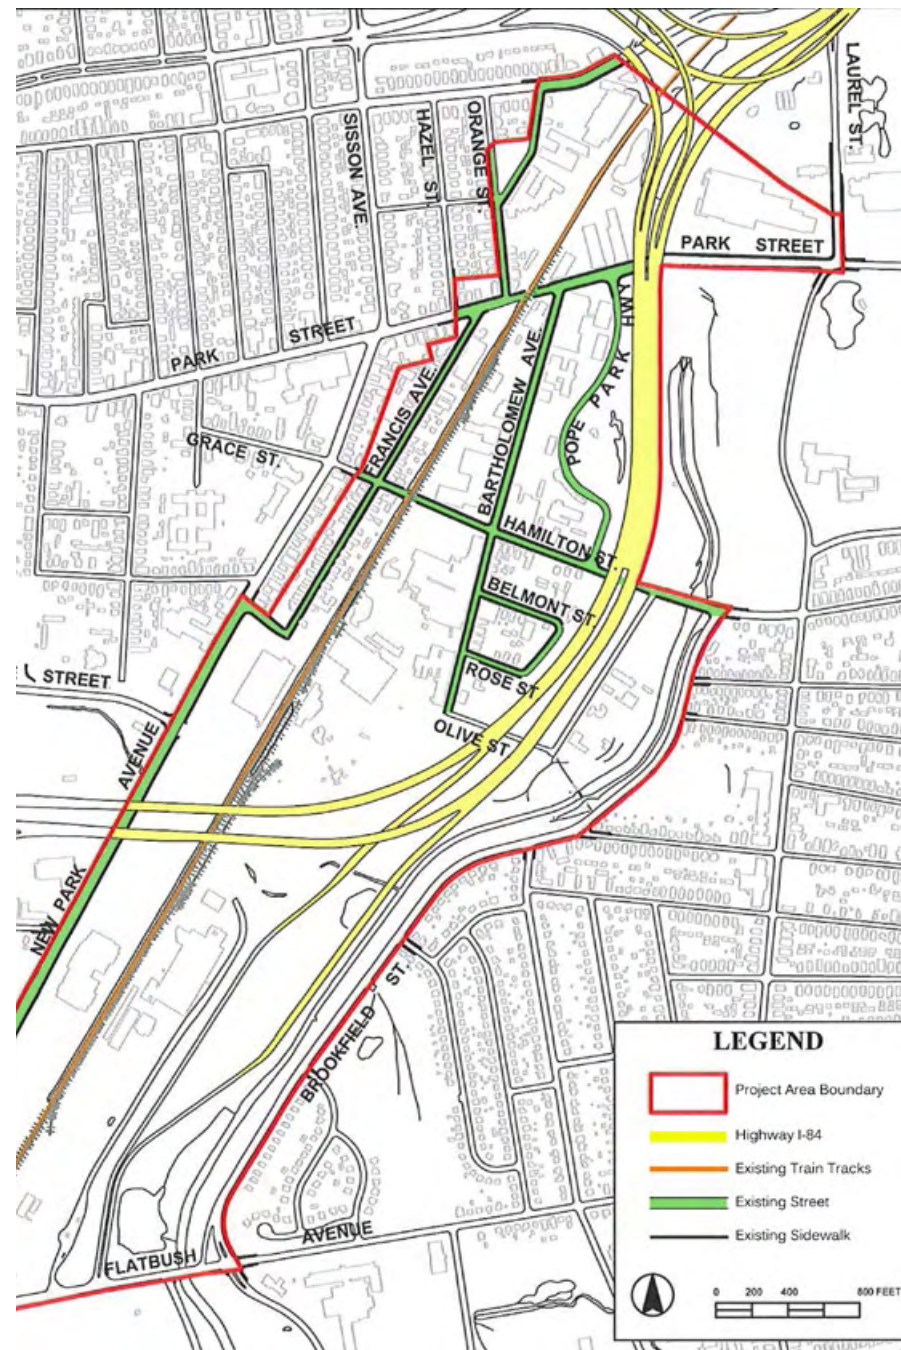 LAUREL ST.
SISSON AVE.
HAZEL ST
ORANGE ST.
PARK STREET
PARK STREET
HWY
POPE PARK
FRANCIS AVE.
BARTHOLOMEW AVE.
GRACE ST.
HAMILTON ST.
BELMONT ST.
ROSE ST
STREET
OLIVE ST
AVENUE
NEW PARK
BROOKFIELD ST.
FLATBUSH AVENUE
LEGEND
Project Area Boundary
Highway I-84
Existing Train Tracks
Existing Street
Existing Sidewalk
0 200 400 800 FEET